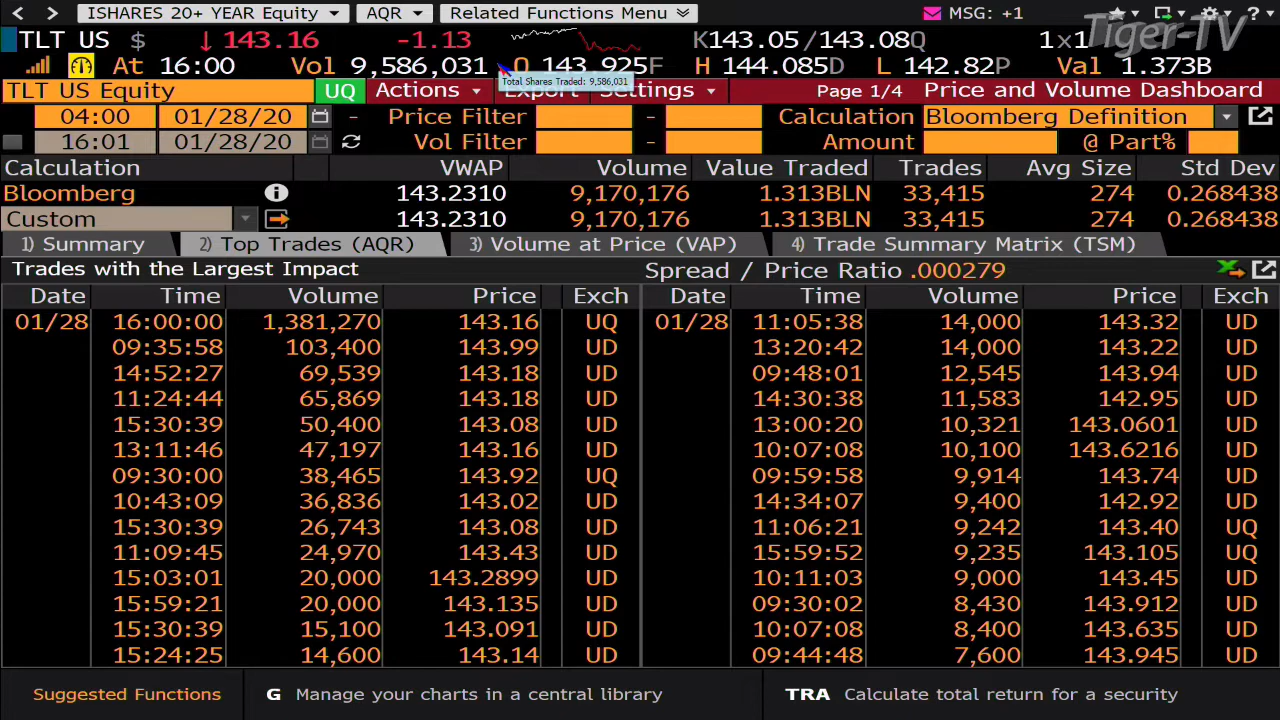 ISHARES 20+ YEAR Equity AQR Related Functions Menu MSG: +1 ?
Tiger-TV
TLT US $ ↓ 143.16 -1.13 K143.05/143.08Q 1x1
At 16:00 Vol 9,586,031 O 143.925F H 144.085D L 142.82P Val 1.373B
Total Shares Traded: 9,586,031
TLT US Equity UQ Actions Export Settings Page 1/4 Price and Volume Dashboard
04:00 01/28/20 - Price Filter - Calculation Bloomberg Definition
16:01 01/28/20 Vol Filter - Amount @ Part%
Calculation VWAP Volume Value Traded Trades Avg Size Std Dev
Bloomberg 143.2310 9,170,176 1.313BLN 33,415 274 0.268438
Custom 143.2310 9,170,176 1.313BLN 33,415 274 0.268438
1) Summary 2) Top Trades (AQR) 3) Volume at Price (VAP) 4) Trade Summary Matrix (TSM)
Trades with the Largest Impact Spread / Price Ratio .000279
Date Time Volume Price Exch Date Time Volume Price Exch
01/28 16:00:00 1,381,270 143.16 UQ 01/28 11:05:38 14,000 143.32 UD
09:35:58 103,400 143.99 UD 13:20:42 14,000 143.22 UD
14:52:27 69,539 143.18 UD 09:48:01 12,545 143.94 UD
11:24:44 65,869 143.18 UD 14:30:38 11,583 142.95 UD
15:30:39 50,400 143.08 UD 13:00:20 10,321 143.0601 UD
13:11:46 47,197 143.16 UD 10:07:08 10,100 143.6216 UD
09:30:00 38,465 143.92 UD 09:59:58 9,914 143.74 UD
10:43:09 36,836 143.02 UD 14:34:07 9,400 142.92 UD
15:30:39 26,743 143.08 UD 11:06:21 9,242 143.40 UQ
11:09:45 24,970 143.43 UD 15:59:52 9,235 143.105 UQ
15:03:01 20,000 143.2899 UD 10:11:03 9,000 143.45 UD
15:59:21 20,000 143.135 UD 09:30:02 8,430 143.912 UD
15:30:39 15,100 143.091 UD 10:07:08 8,400 143.635 UD
15:24:25 14,600 143.14 UD 09:44:48 7,600 143.945 UD
Suggested Functions G Manage your charts in a central library TRA Calculate total return for a security